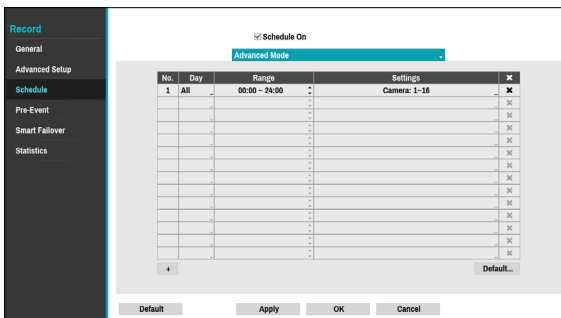 Record
General
Advanced Setup
Schedule
Pre-Event
Smart Failover
Statistics
Schedule On
Advanced Mode
No. Day Range Settings
1 All 00:00 ~ 24:00 Camera: 1~16
+ Default...
Default Apply OK Cancel